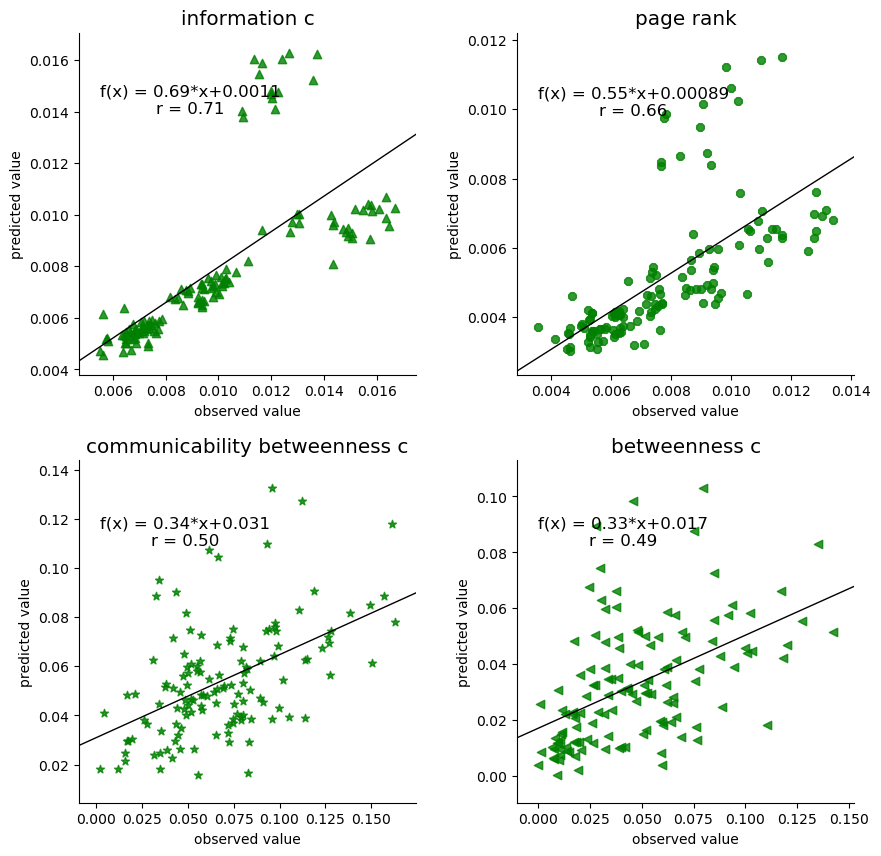 information c
0.016
0.014
0.012
0.010
0.008
0.006
0.004
predicted value
f(x) = 0.69*x+0.0011
r = 0.71
0.006 0.008 0.010 0.012 0.014 0.016
observed value
page rank
0.012
0.010
0.008
0.006
0.004
predicted value
f(x) = 0.55*x+0.00089
r = 0.66
0.004 0.006 0.008 0.010 0.012 0.014
observed value
communicability betweenness c
0.14
0.12
0.10
0.08
0.06
0.04
0.02
predicted value
f(x) = 0.34*x+0.031
r = 0.50
0.000 0.025 0.050 0.075 0.100 0.125 0.150
observed value
betweenness c
0.10
0.08
0.06
0.04
0.02
0.00
predicted value
f(x) = 0.33*x+0.017
r = 0.49
0.000 0.025 0.050 0.075 0.100 0.125 0.150
observed value